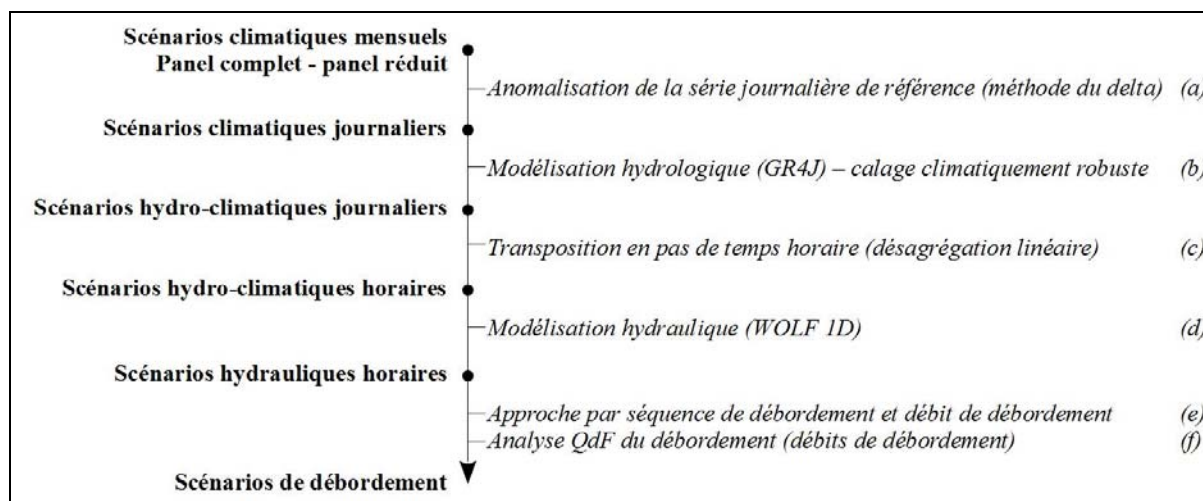 Scénarios climatiques mensuels
Panel complet - panel réduit
Anomalisation de la série journalière de référence (méthode du delta) (a)
Scénarios climatiques journaliers
Modélisation hydrologique (GR4J) – calage climatiquement robuste (b)
Scénarios hydro-climatiques journaliers
Transposition en pas de temps horaire (désagrégation linéaire) (c)
Scénarios hydro-climatiques horaires
Modélisation hydraulique (WOLF 1D) (d)
Scénarios hydrauliques horaires
Approche par séquence de débordement et débit de débordement (e)
Analyse QdF du débordement (débits de débordement) (f)
Scénarios de débordement